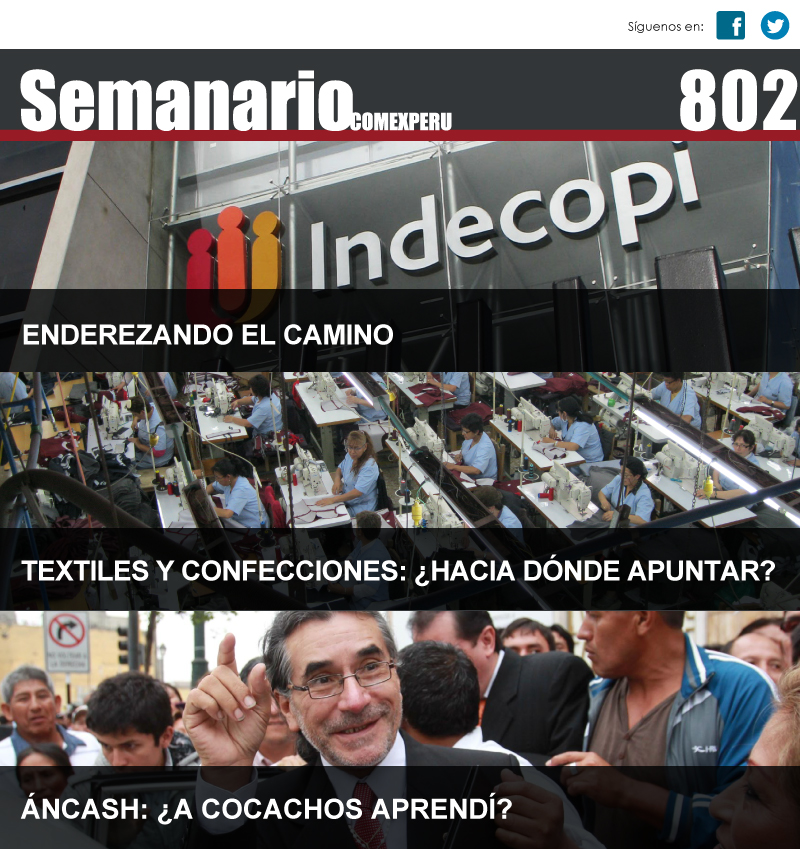 Síguenos en:
Semanario COMEXPERU 802
Indecopi
ENDEREZANDO EL CAMINO
TEXTILES Y CONFECCIONES: ¿HACIA DÓNDE APUNTAR?
ÁNCASH: ¿A COCACHOS APRENDÍ?